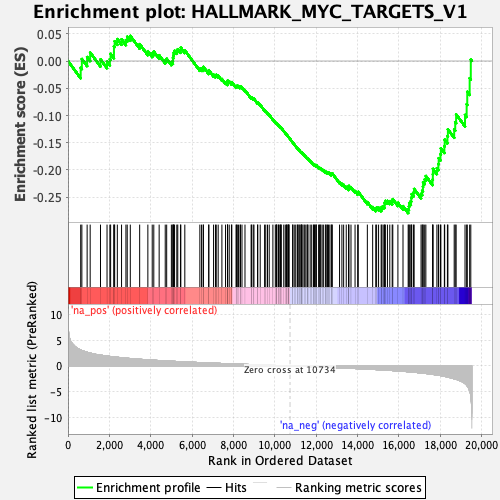 Enrichment plot: HALLMARK_MYC_TARGETS_V1
Enrichment score (ES)
0.05
0.00
-0.05
-0.10
-0.15
-0.20
-0.25
'na_pos' (positively correlated)
Ranked list metric (PreRanked)
10
5
0
-5
-10
Zero cross at 10734
'na_neg' (negatively correlated)
0
2,000
4,000
6,000
8,000
10,000
12,000
14,000
16,000
18,000
20,000
Rank in Ordered Dataset
Enrichment profile
Hits
Ranking metric scores